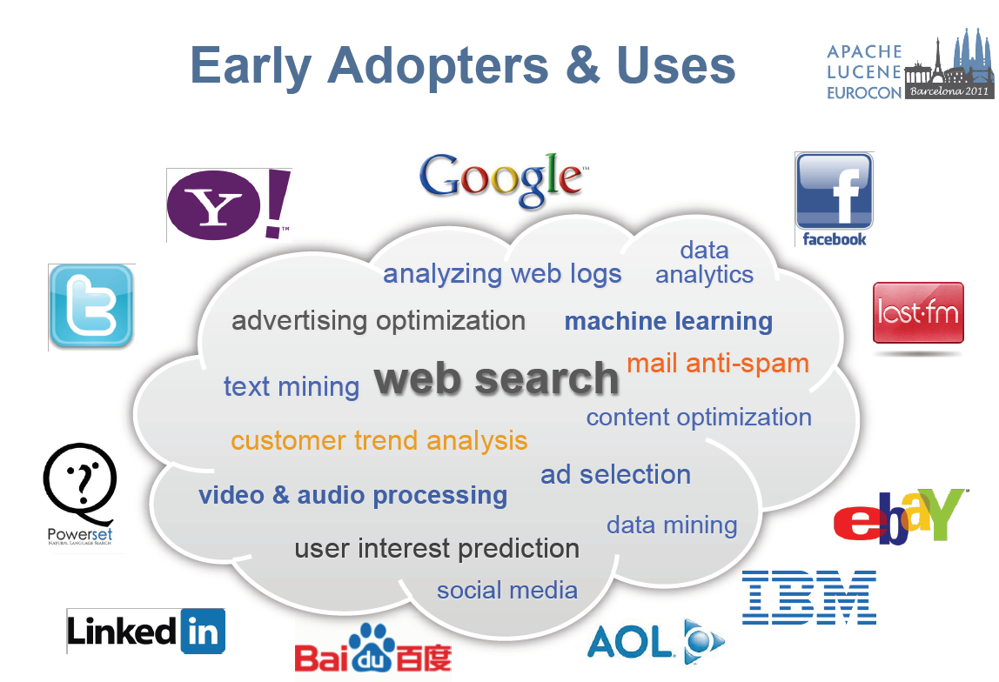 Early Adopters & Uses
APACHE
LUCENE
EUROCON
Barcelona 2011
Y!™
Google™
f
facebook
t
last·fm
analyzing web logs
data
analytics
advertising optimization
machine learning
web search
mail anti-spam
text mining
content optimization
customer trend analysis
ad selection
video & audio processing
data mining
user interest prediction
social media
Powerset
NATURAL LANGUAGE SEARCH
ebaY®
IBM
Linked in
Bai du 百度
AOL